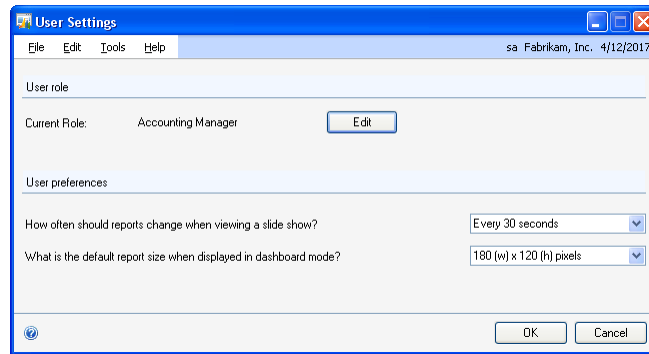 User Settings
File Edit Tools Help sa Fabrikam, Inc. 4/12/2017
User role
Current Role: Accounting Manager Edit
User preferences
How often should reports change when viewing a slide show? Every 30 seconds
What is the default report size when displayed in dashboard mode? 180 (w) x 120 (h) pixels
OK Cancel